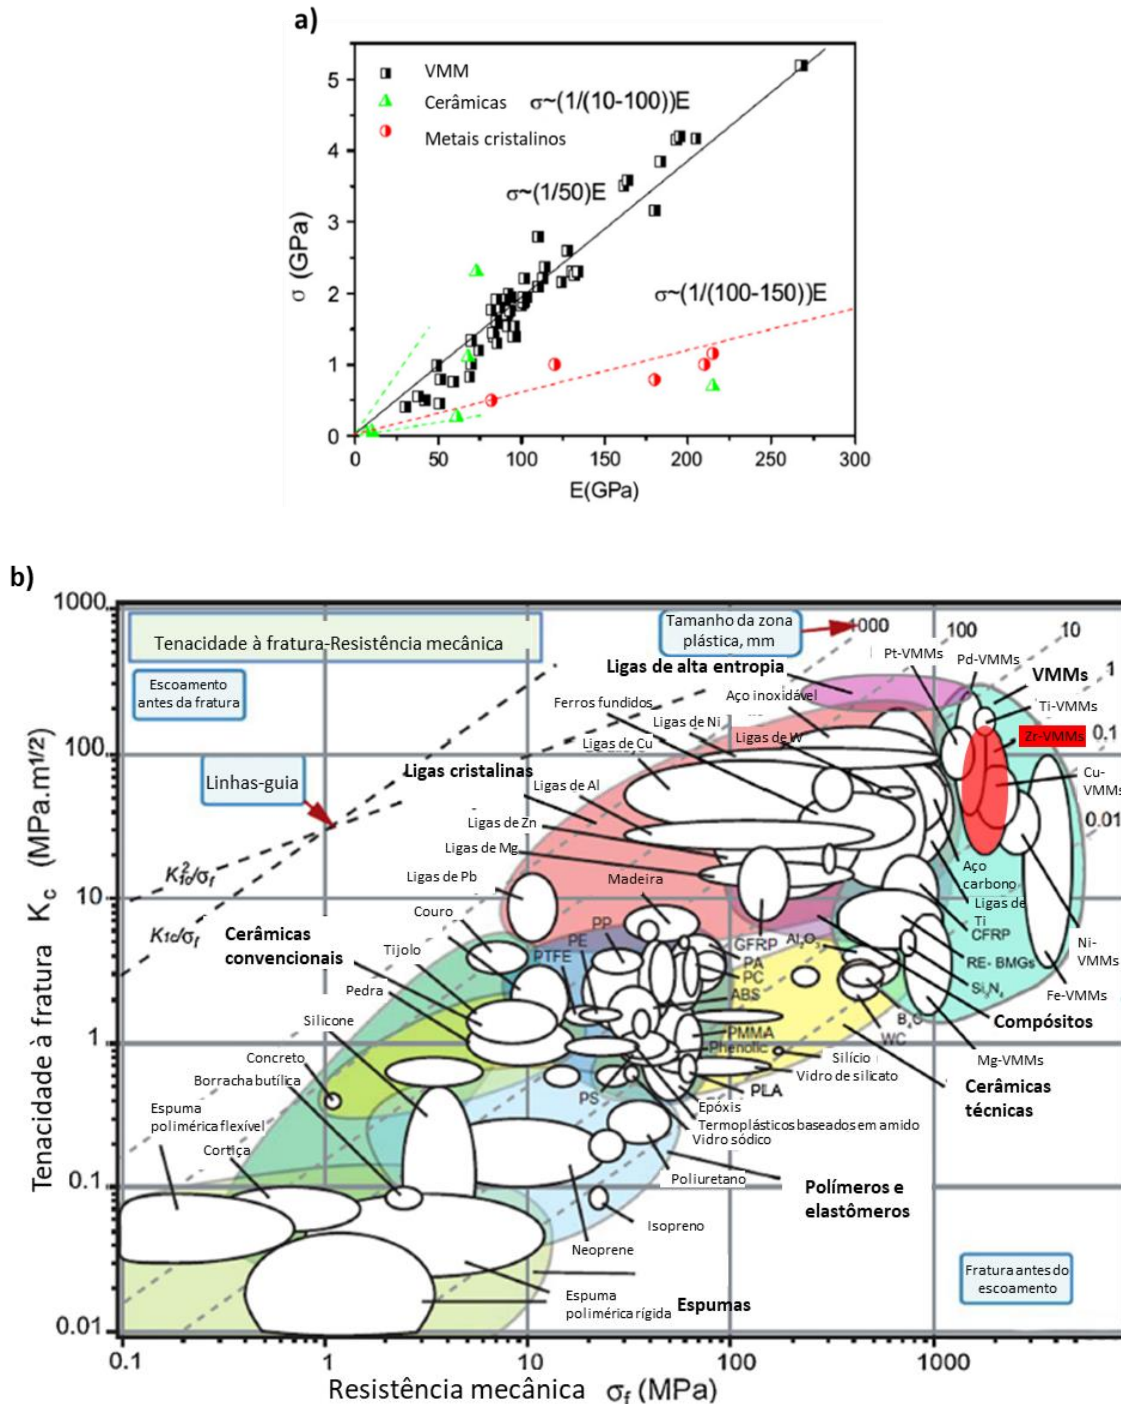 a)
VMM
Cerâmicas
Metais cristalinos
σ~(1/(10-100))E
σ~(1/50)E
σ~(1/(100-150))E
5
4
3
2
1
0
σ (GPa)
0 50 100 150 200 250 300
E(GPa)
b)
1000
100
10
1
0.1
0.01
Tenacidade à fratura K_c (MPa.m¹/²)
Tenacidade à fratura-Resistência mecânica
Escoamento
antes da fratura
Linhas-guia
Tamanho da zona
plástica, mm
1000
100
10
1
0.1
0.01
Pt-VMMs
Pd-VMMs
VMMs
Ti-VMMs
Zr-VMMs
Cu-
VMMs
Ligas de alta entropia
Ferros fundidos
Aço inoxidável
Ligas de Ni
Ligas de W
Ligas de Cu
Ligas cristalinas
Ligas de Al
Ligas de Zn
Ligas de Mg
Ligas de Pb
Madeira
K²₁c/σf
K₁c/σf
Couro
Cerâmicas
convencionais
Tijolo
Pedra
Silicone
Concreto
Borracha butílica
Espuma
polimérica flexível
Cortiça
PP
PE
PTFE
GFRP
Al₂O₃
PA
PC
ABS
PMMA
Phenolic
PS
PLA
Aço
carbono
Ligas de
Ti
CFRP
RE- BMGs
Si₃N₄
Ni-
VMMs
Fe-VMMs
B₄C
WC
Compósitos
Mg-VMMs
Silício
Vidro de silicato
Cerâmicas
técnicas
Epóxis
Termoplásticos baseados em amido
Vidro sódico
Poliuretano
Polímeros e
elastômeros
Isopreno
Neoprene
Espuma
polimérica rígida
Espumas
Fratura antes do
escoamento
0.1 1 10 100 1000
Resistência mecânica σf (MPa)